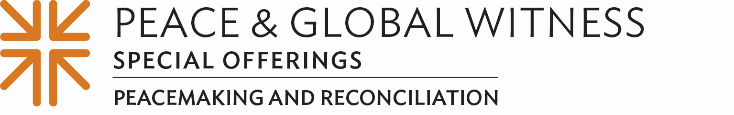 PEACE & GLOBAL WITNESS
SPECIAL OFFERINGS
PEACEMAKING AND RECONCILIATION